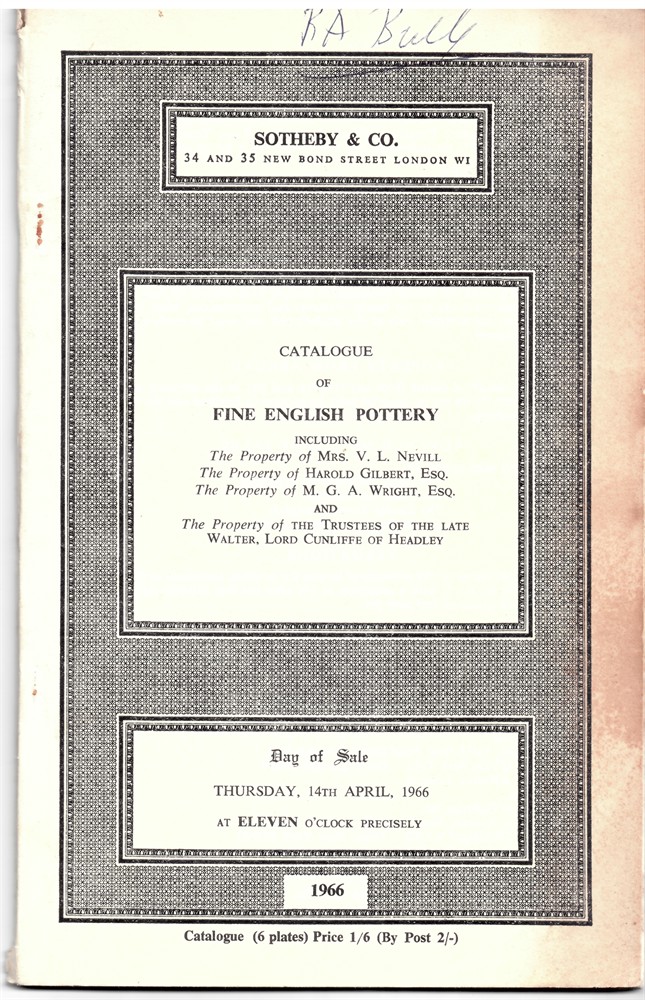 SOTHEBY & CO.
34 AND 35 NEW BOND STREET LONDON W1
CATALOGUE
OF
FINE ENGLISH POTTERY
INCLUDING
The Property of MRS. V. L. NEVILL
The Property of HAROLD GILBERT, ESQ.
The Property of M. G. A. WRIGHT, ESQ.
AND
The Property of THE TRUSTEES OF THE LATE
WALTER, LORD CUNLIFFE OF HEADLEY
Day of Sale
THURSDAY, 14TH APRIL, 1966
AT ELEVEN O'CLOCK PRECISELY
1966
Catalogue (6 plates) Price 1/6 (By Post 2/-)